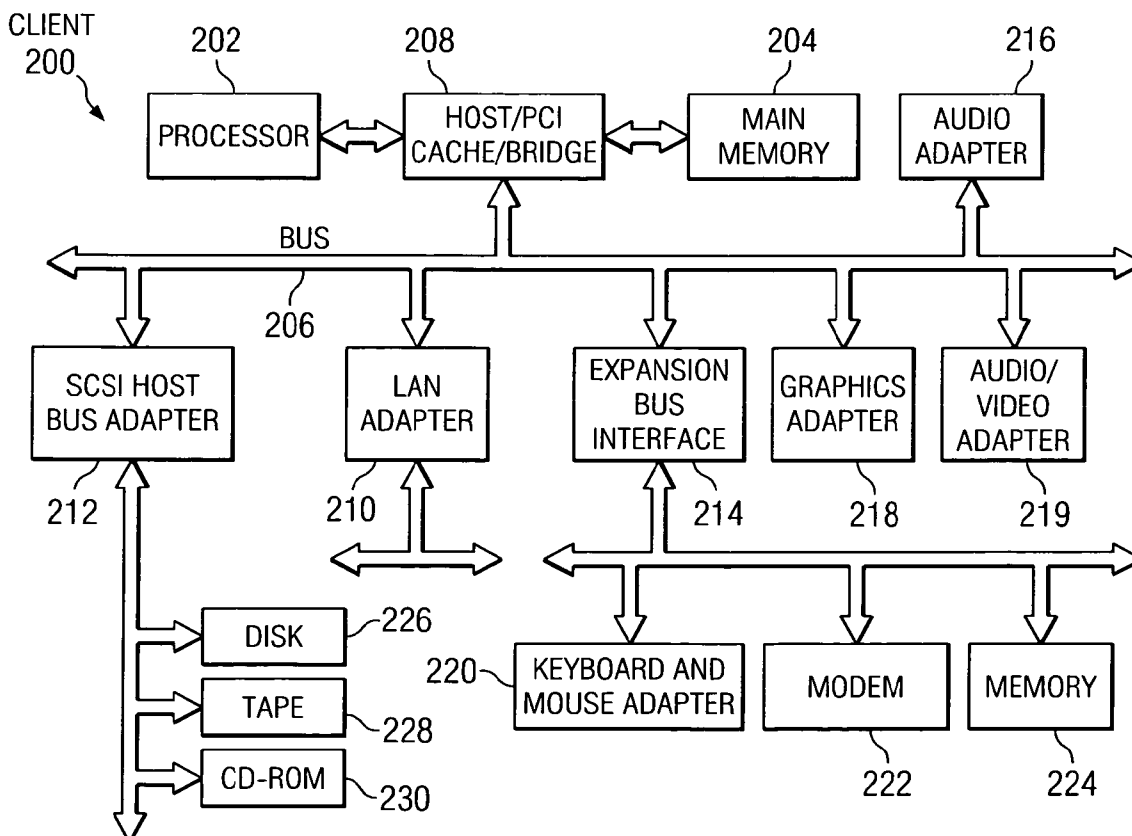 CLIENT
200
202
208
204
216
PROCESSOR
HOST/PCI
CACHE/BRIDGE
MAIN
MEMORY
AUDIO
ADAPTER
BUS
206
SCSI HOST
BUS ADAPTER
LAN
ADAPTER
EXPANSION
BUS
INTERFACE
GRAPHICS
ADAPTER
AUDIO/
VIDEO
ADAPTER
212
210
214
218
219
DISK
226
TAPE
228
CD-ROM
230
220
KEYBOARD AND
MOUSE ADAPTER
MODEM
MEMORY
222
224